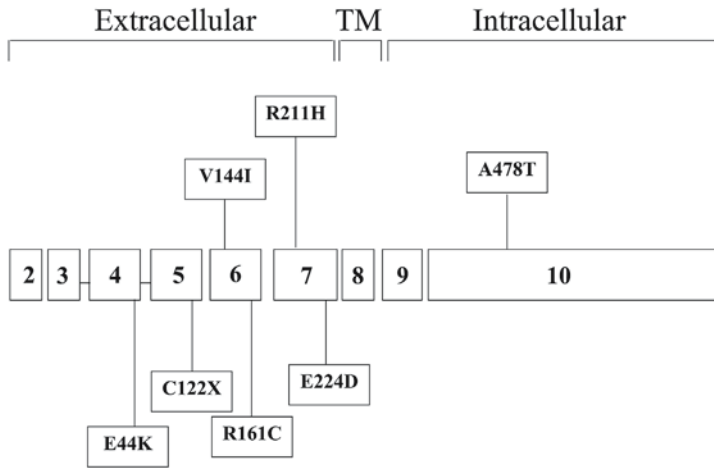 Extracellular TM Intracellular
R211H
V144I A478T
2 3 4 5 6 7 8 9 10
C122X E224D
E44K R161C